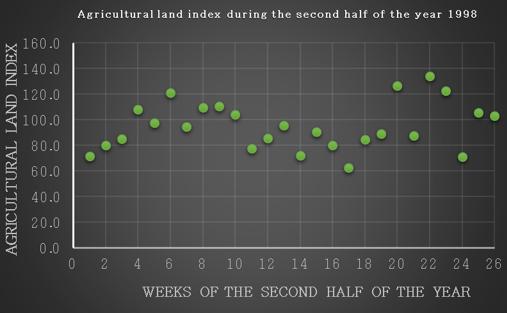 Agricultural land index during the second half of the year 1998
160.0
140.0
120.0
100.0
80.0
60.0
40.0
20.0
0.0
AGRICULTURAL LAND INDEX
0 2 4 6 8 10 12 14 16 18 20 22 24 26
WEEKS OF THE SECOND HALF OF THE YEAR